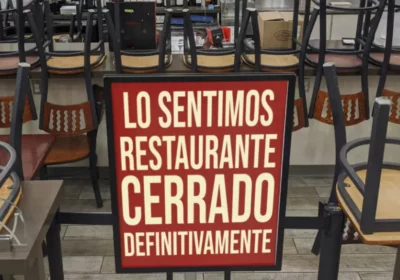 LO SENTIMOS
RESTAURANTE
CERRADO
DEFINITIVAMENTE